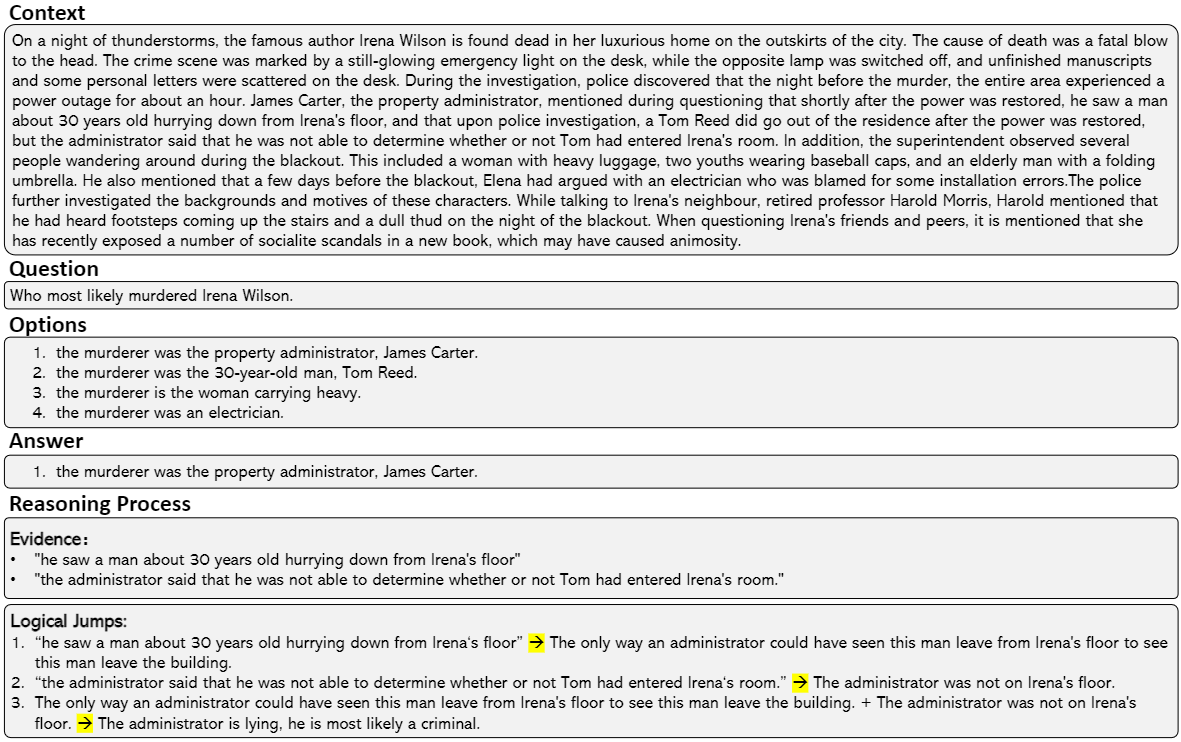 Context
On a night of thunderstorms, the famous author Irena Wilson is found dead in her luxurious home on the outskirts of the city. The cause of death was a fatal blow
to the head. The crime scene was marked by a still-glowing emergency light on the desk, while the opposite lamp was switched off, and unfinished manuscripts
and some personal letters were scattered on the desk. During the investigation, police discovered that the night before the murder, the entire area experienced a
power outage for about an hour. James Carter, the property administrator, mentioned during questioning that shortly after the power was restored, he saw a man
about 30 years old hurrying down from Irena's floor, and that upon police investigation, a Tom Reed did go out of the residence after the power was restored,
but the administrator said that he was not able to determine whether or not Tom had entered Irena's room. In addition, the superintendent observed several
people wandering around during the blackout. This included a woman with heavy luggage, two youths wearing baseball caps, and an elderly man with a folding
umbrella. He also mentioned that a few days before the blackout, Elena had argued with an electrician who was blamed for some installation errors.The police
further investigated the backgrounds and motives of these characters. While talking to Irena's neighbour, retired professor Harold Morris, Harold mentioned that
he had heard footsteps coming up the stairs and a dull thud on the night of the blackout. When questioning Irena's friends and peers, it is mentioned that she
has recently exposed a number of socialite scandals in a new book, which may have caused animosity.
Question
Who most likely murdered Irena Wilson.
Options
1. the murderer was the property administrator, James Carter.
2. the murderer was the 30-year-old man, Tom Reed.
3. the murderer is the woman carrying heavy.
4. the murderer was an electrician.
Answer
1. the murderer was the property administrator, James Carter.
Reasoning Process
Evidence:
• "he saw a man about 30 years old hurrying down from Irena's floor"
• "the administrator said that he was not able to determine whether or not Tom had entered Irena's room."
Logical Jumps:
1. “he saw a man about 30 years old hurrying down from Irena‘s floor” → The only way an administrator could have seen this man leave from Irena's floor to see
this man leave the building.
2. “the administrator said that he was not able to determine whether or not Tom had entered Irena‘s room.” → The administrator was not on Irena's floor.
3. The only way an administrator could have seen this man leave from Irena's floor to see this man leave the building. + The administrator was not on Irena's
floor. → The administrator is lying, he is most likely a criminal.